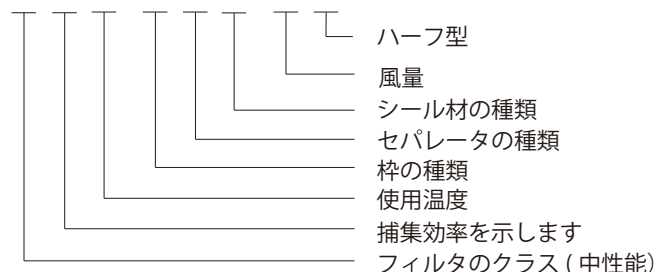 ハーフ型
風量
シール材の種類
セパレータの種類
枠の種類
使用温度
捕集効率を示します
フィルタのクラス ( 中性能)